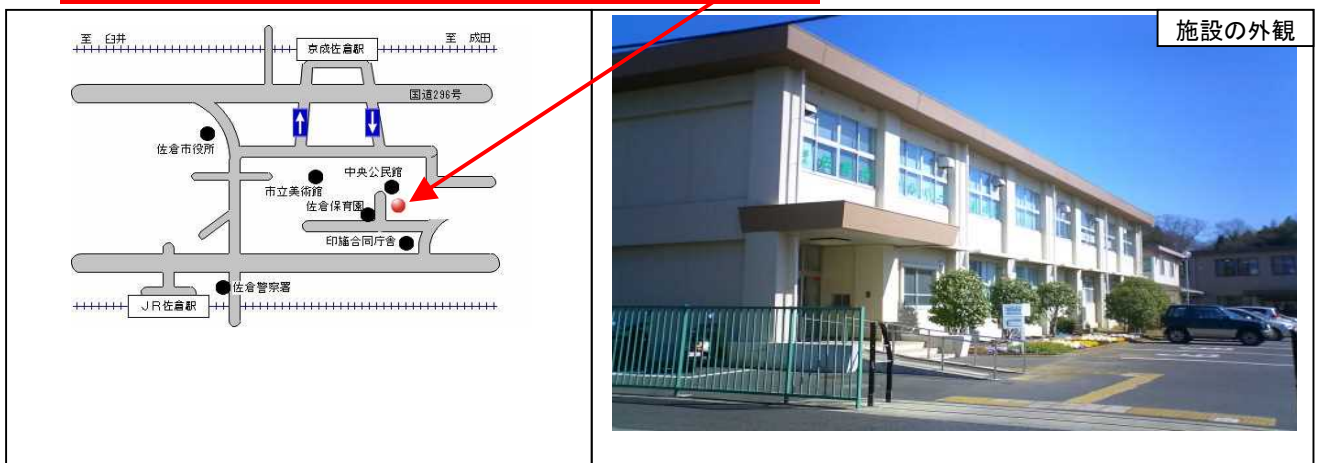 施設の外観
至 臼井
京成佐倉駅
至 成田
国道296号
佐倉市役所
中央公民館
市立美術館
佐倉保育園
印旛合同庁舎
佐倉警察署
JR佐倉駅